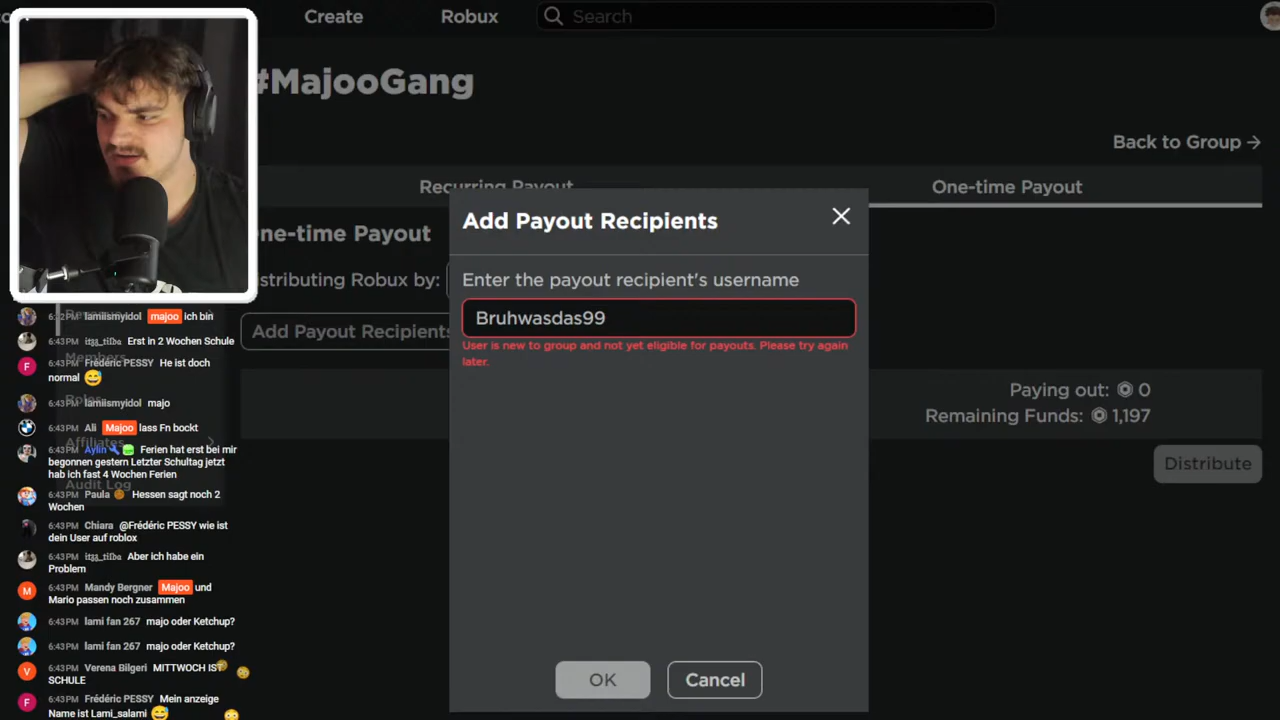 Create
Robux
Search
#MajooGang
Back to Group →
Recurring Payout
One-time Payout
One-time Payout
Distributing Robux by:
Add Payout Recipients
Add Payout Recipients
Enter the payout recipient's username
Bruhwasdas99
User is new to group and not yet eligible for payouts. Please try again
later.
OK
Cancel
Paying out: 0
Remaining Funds: 1,197
Distribute
Members
Affiliates
Audit Log
6:42PM lamiismyidol majoo ich bin
6:43PM Erst in 2 Wochen Schule
6:43PM Frédéric PESSY He ist doch
normal 😅
6:43PM lamiismyidol majo
6:43PM Ali Majoo lass Fn bockt
6:43PM Aylin Ferien hat erst bei mir
begonnen gestern Letzter Schultag jetzt
hab ich fast 4 Wochen Ferien
6:43PM Paula Hessen sagt noch 2
Wochen
6:43PM Chiara @Frédéric PESSY wie ist
dein User auf roblox
6:43PM Aber ich habe ein
Problem
6:43PM Mandy Bergner Majoo und
Mario passen noch zusammen
6:43PM lami fan 267 majo oder Ketchup?
6:43PM lami fan 267 majo oder Ketchup?
6:43PM Verena Bilgeri MITTWOCH IST
SCHULE
6:43PM Frédéric PESSY Mein anzeige
Name ist Lami_salami 😅